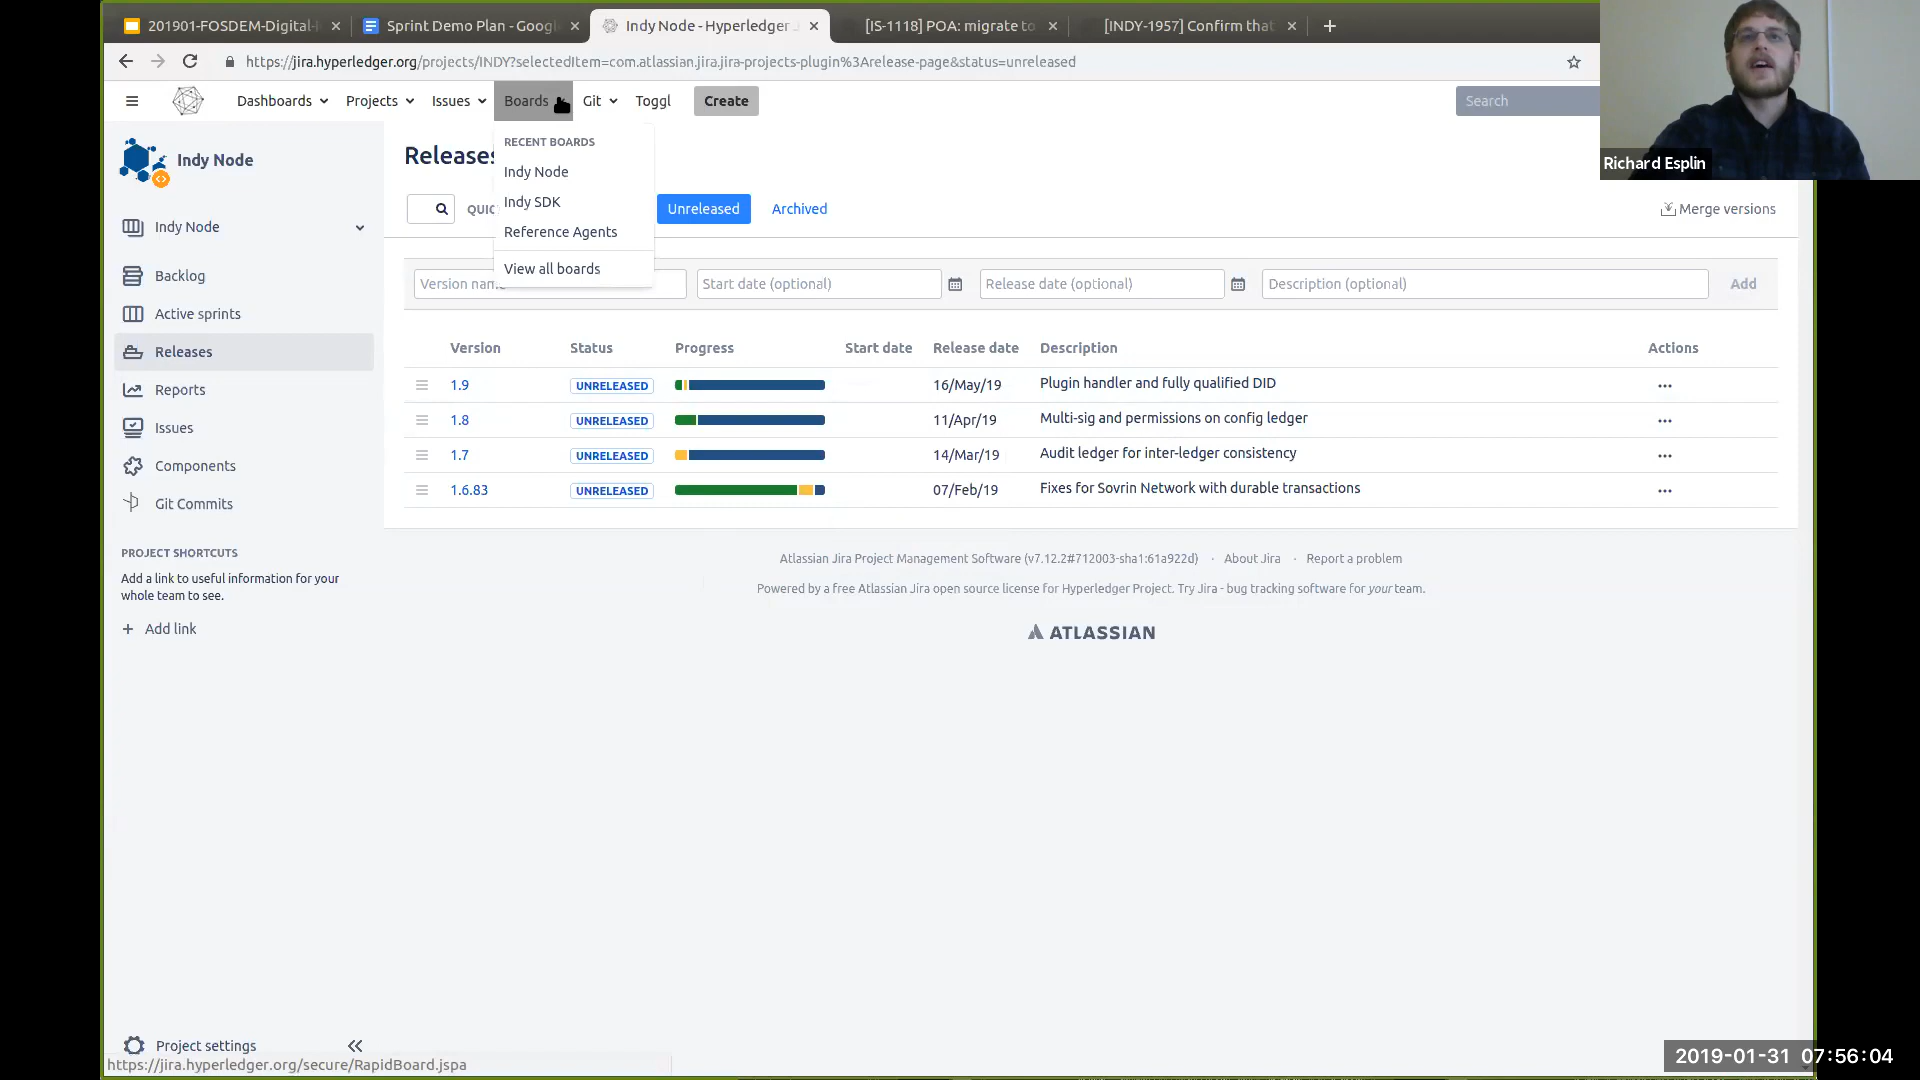 201901-FOSDEM-Digital-
Sprint Demo Plan - Googl
Indy Node - Hyperledger J
[IS-1118] POA: migrate to
[INDY-1957] Confirm that
https://jira.hyperledger.org/projects/INDY?selectedItem=com.atlassian.jira.jira-projects-plugin%3Arelease-page&status=unreleased
Dashboards Projects Issues Boards Git Toggl Create Search
Richard Esplin
RECENT BOARDS
Indy Node
Indy SDK
Reference Agents
View all boards
Indy Node
Indy Node
Backlog
Active sprints
Releases
Reports
Issues
Components
Git Commits
PROJECT SHORTCUTS
Add a link to useful information for your
whole team to see.
+ Add link
Project settings
Releases
QUIC Unreleased Archived Merge versions
Version name Start date (optional) Release date (optional) Description (optional) Add
Version Status Progress Start date Release date Description Actions
1.9 UNRELEASED 16/May/19 Plugin handler and fully qualified DID
1.8 UNRELEASED 11/Apr/19 Multi-sig and permissions on config ledger
1.7 UNRELEASED 14/Mar/19 Audit ledger for inter-ledger consistency
1.6.83 UNRELEASED 07/Feb/19 Fixes for Sovrin Network with durable transactions
Atlassian Jira Project Management Software (v7.12.2#712003-sha1:61a922d) · About Jira · Report a problem
Powered by a free Atlassian Jira open source license for Hyperledger Project. Try Jira - bug tracking software for your team.
ATLASSIAN
https://jira.hyperledger.org/secure/RapidBoard.jspa
2019-01-31 07:56:04